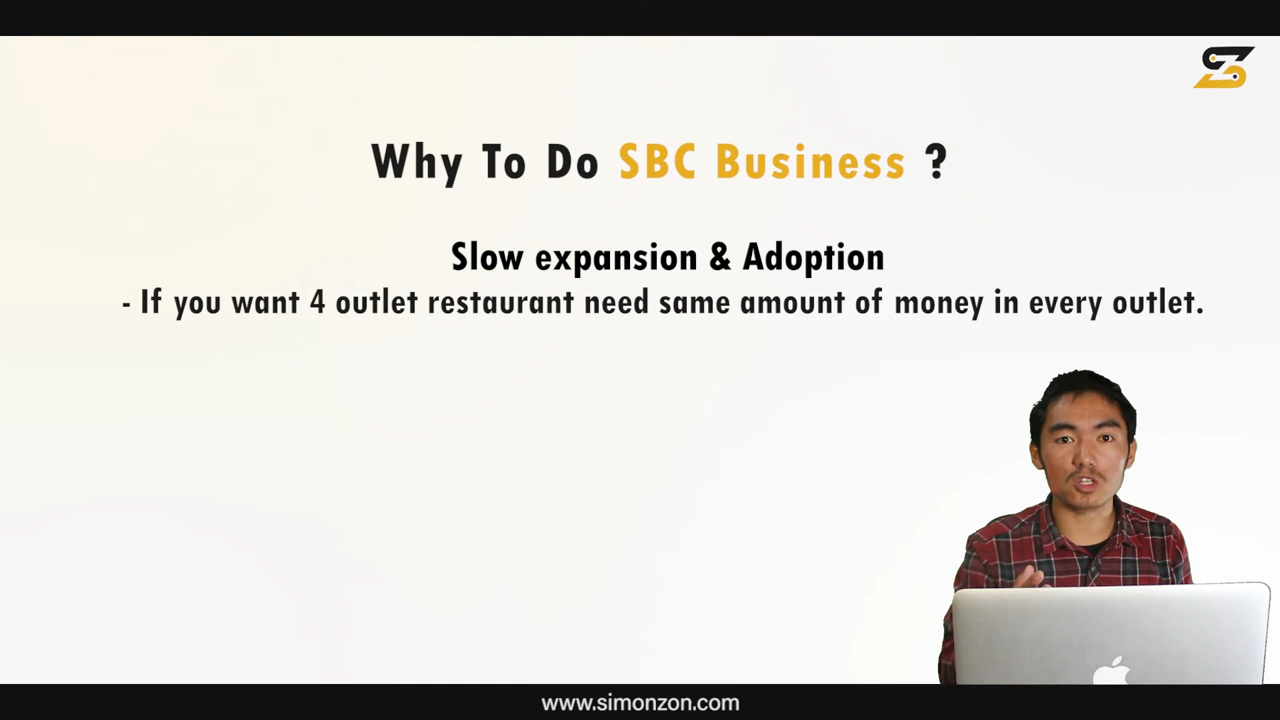 Why To Do SBC Business ?
Slow expansion & Adoption
- If you want 4 outlet restaurant need same amount of money in every outlet.
www.simonzon.com